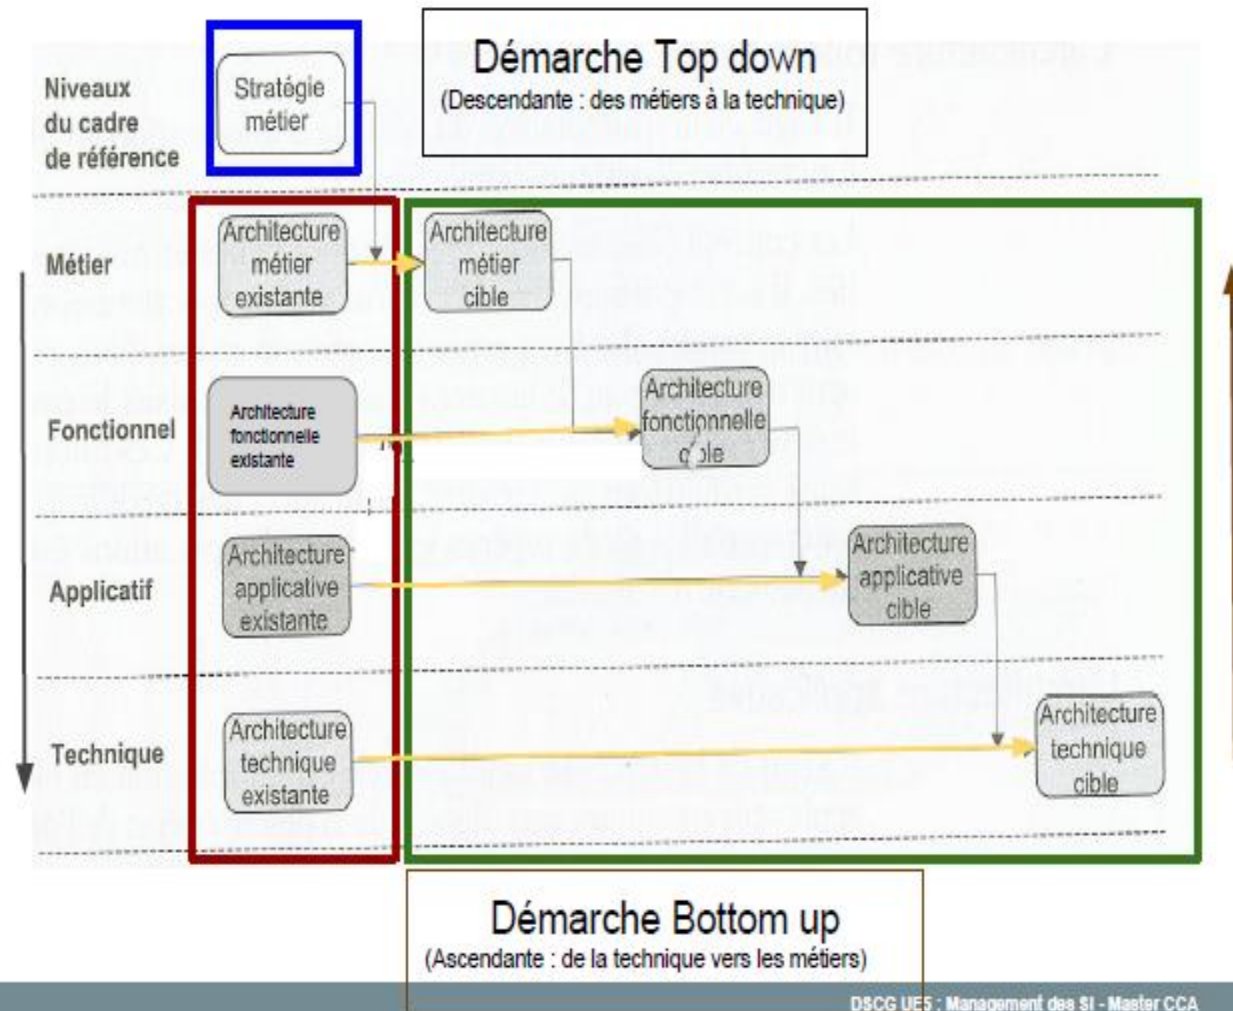 Démarche Top down
(Descendante : des métiers à la technique)
Niveaux
du cadre
de référence
Stratégie
métier
Métier
Architecture
métier
existante
Architecture
métier
cible
Fonctionnel
Architecture
fonctionnelle
existante
Architecture
fonctionnelle
cible
Applicatif
Architecture
applicative
existante
Architecture
applicative
cible
Technique
Architecture
technique
existante
Architecture
technique
cible
Démarche Bottom up
(Ascendante : de la technique vers les métiers)
DSCG UE5 : Management des SI - Master CCA